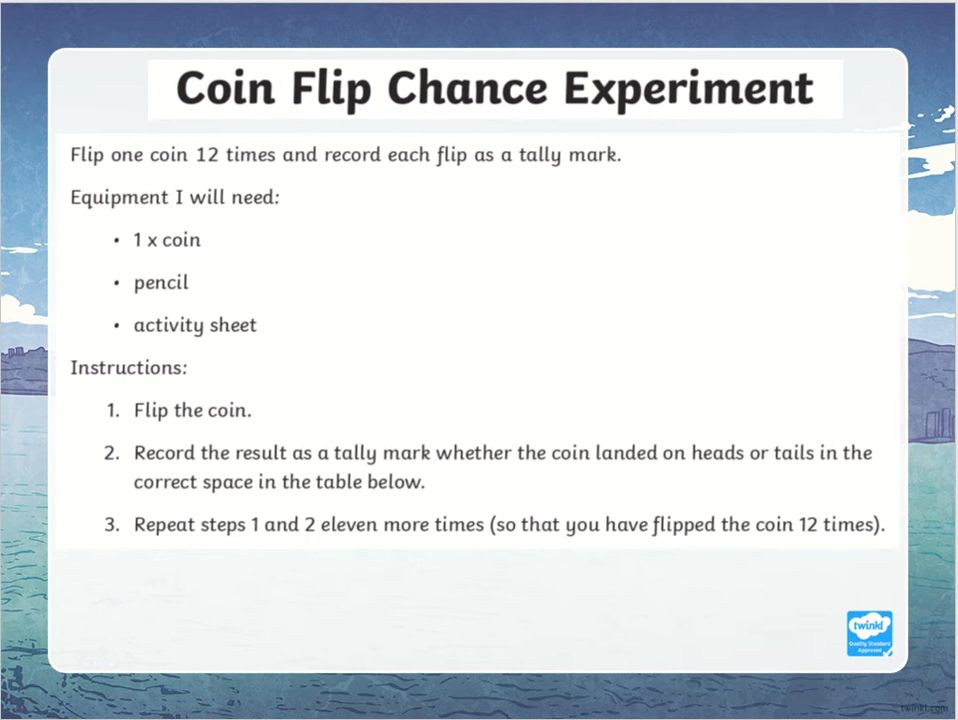 Coin Flip Chance Experiment
Flip one coin 12 times and record each flip as a tally mark.
Equipment I will need:
• 1 x coin
• pencil
• activity sheet
Instructions:
1. Flip the coin.
2. Record the result as a tally mark whether the coin landed on heads or tails in the
correct space in the table below.
3. Repeat steps 1 and 2 eleven more times (so that you have flipped the coin 12 times).
twinkl
Quality Standard
Approved
twinkl.com